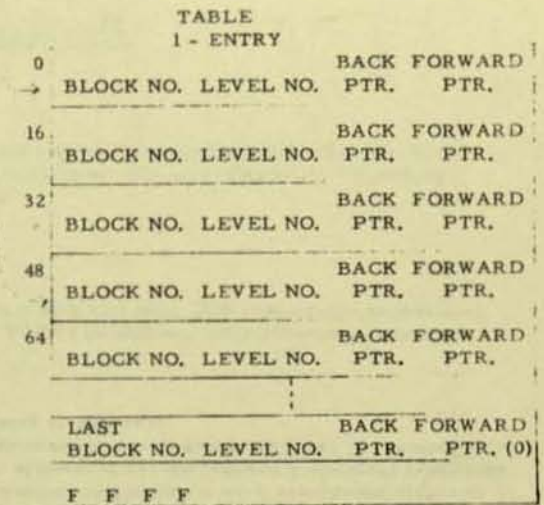 TABLE
1 - ENTRY
0 BACK FORWARD
BLOCK NO. LEVEL NO. PTR. PTR.
16 BACK FORWARD
BLOCK NO. LEVEL NO. PTR. PTR.
32 BACK FORWARD
BLOCK NO. LEVEL NO. PTR. PTR.
48 BACK FORWARD
BLOCK NO. LEVEL NO. PTR. PTR.
64 BACK FORWARD
BLOCK NO. LEVEL NO. PTR. PTR.
LAST BACK FORWARD
BLOCK NO. LEVEL NO. PTR. PTR. (0)
F F F F